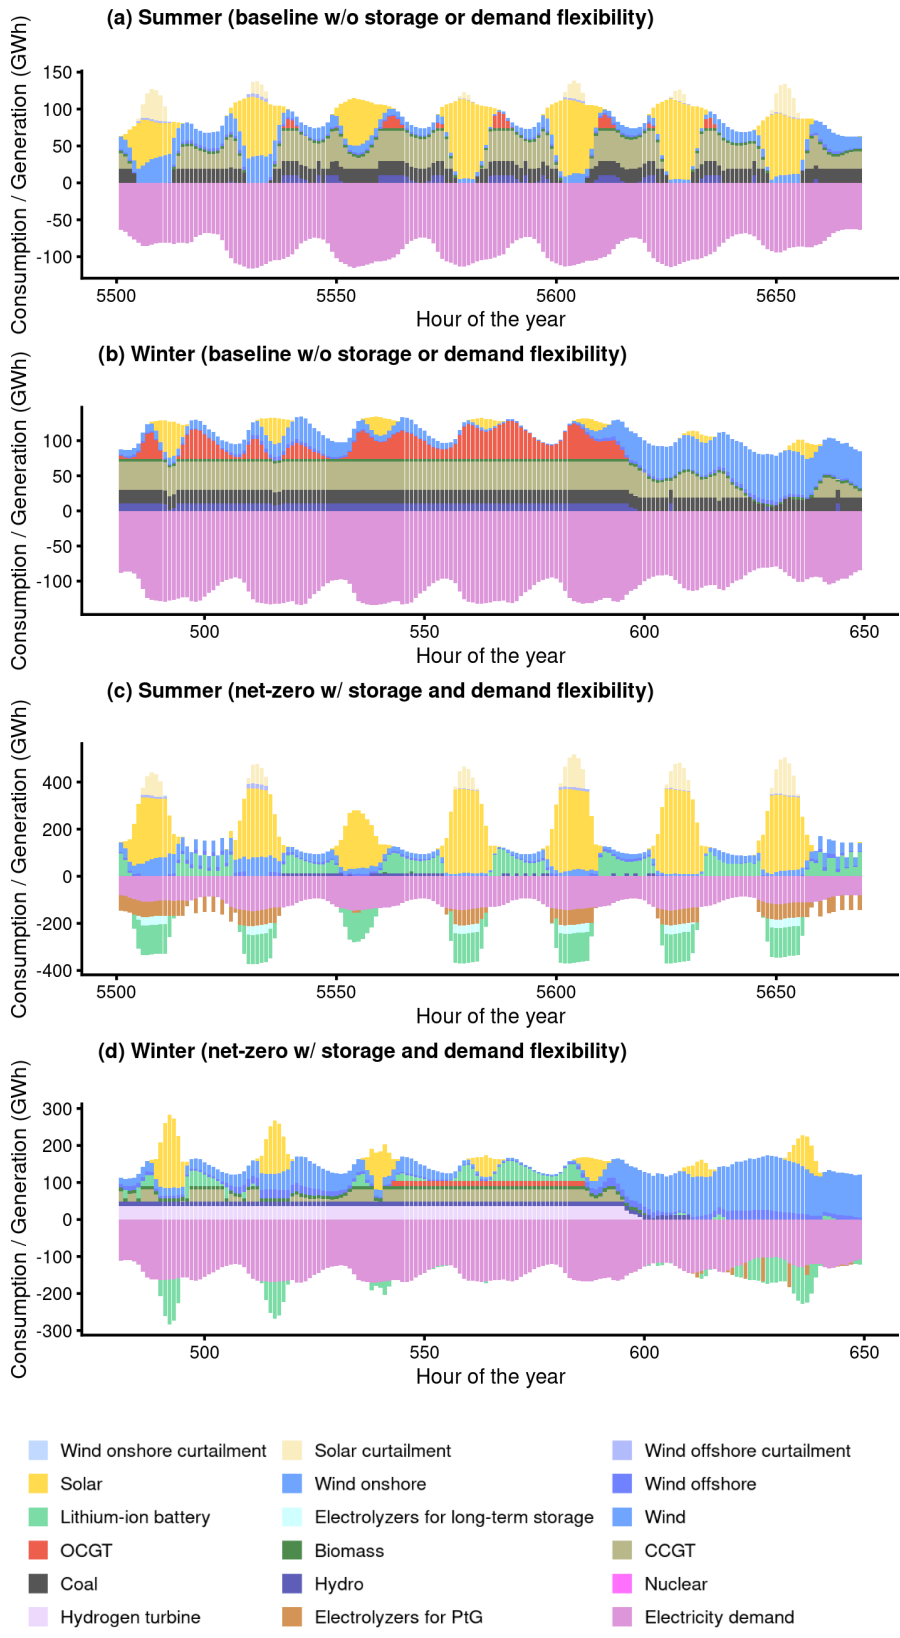 (a) Summer (baseline w/o storage or demand flexibility)
Consumption / Generation (GWh)
150
100
50
0
-50
-100
5500
5550
5600
5650
Hour of the year
(b) Winter (baseline w/o storage or demand flexibility)
Consumption / Generation (GWh)
100
50
0
-50
-100
500
550
600
650
Hour of the year
(c) Summer (net-zero w/ storage and demand flexibility)
Consumption / Generation (GWh)
400
200
0
-200
-400
5500
5550
5600
5650
Hour of the year
(d) Winter (net-zero w/ storage and demand flexibility)
Consumption / Generation (GWh)
300
200
100
0
-100
-200
-300
500
550
600
650
Hour of the year
Wind onshore curtailment
Solar curtailment
Wind offshore curtailment
Solar
Wind onshore
Wind offshore
Lithium-ion battery
Electrolyzers for long-term storage
Wind
OCGT
Biomass
CCGT
Coal
Hydro
Nuclear
Hydrogen turbine
Electrolyzers for PtG
Electricity demand